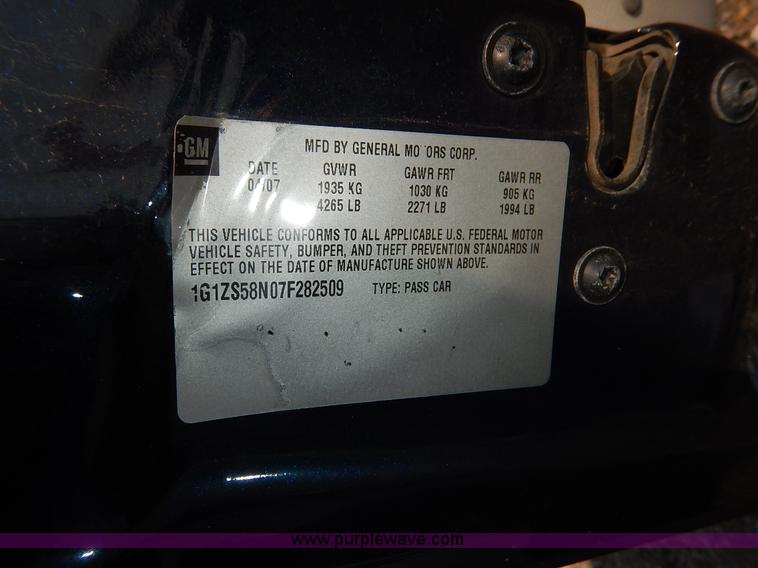 GM
MFD BY GENERAL MOTORS CORP.
DATE GVWR GAWR FRT GAWR RR
04/07 1935 KG 1030 KG 905 KG
4265 LB 2271 LB 1994 LB
THIS VEHICLE CONFORMS TO ALL APPLICABLE U.S. FEDERAL MOTOR
VEHICLE SAFETY, BUMPER, AND THEFT PREVENTION STANDARDS IN
EFFECT ON THE DATE OF MANUFACTURE SHOWN ABOVE.
1G1ZS58N07F282509 TYPE: PASS CAR
www.purplewave.com